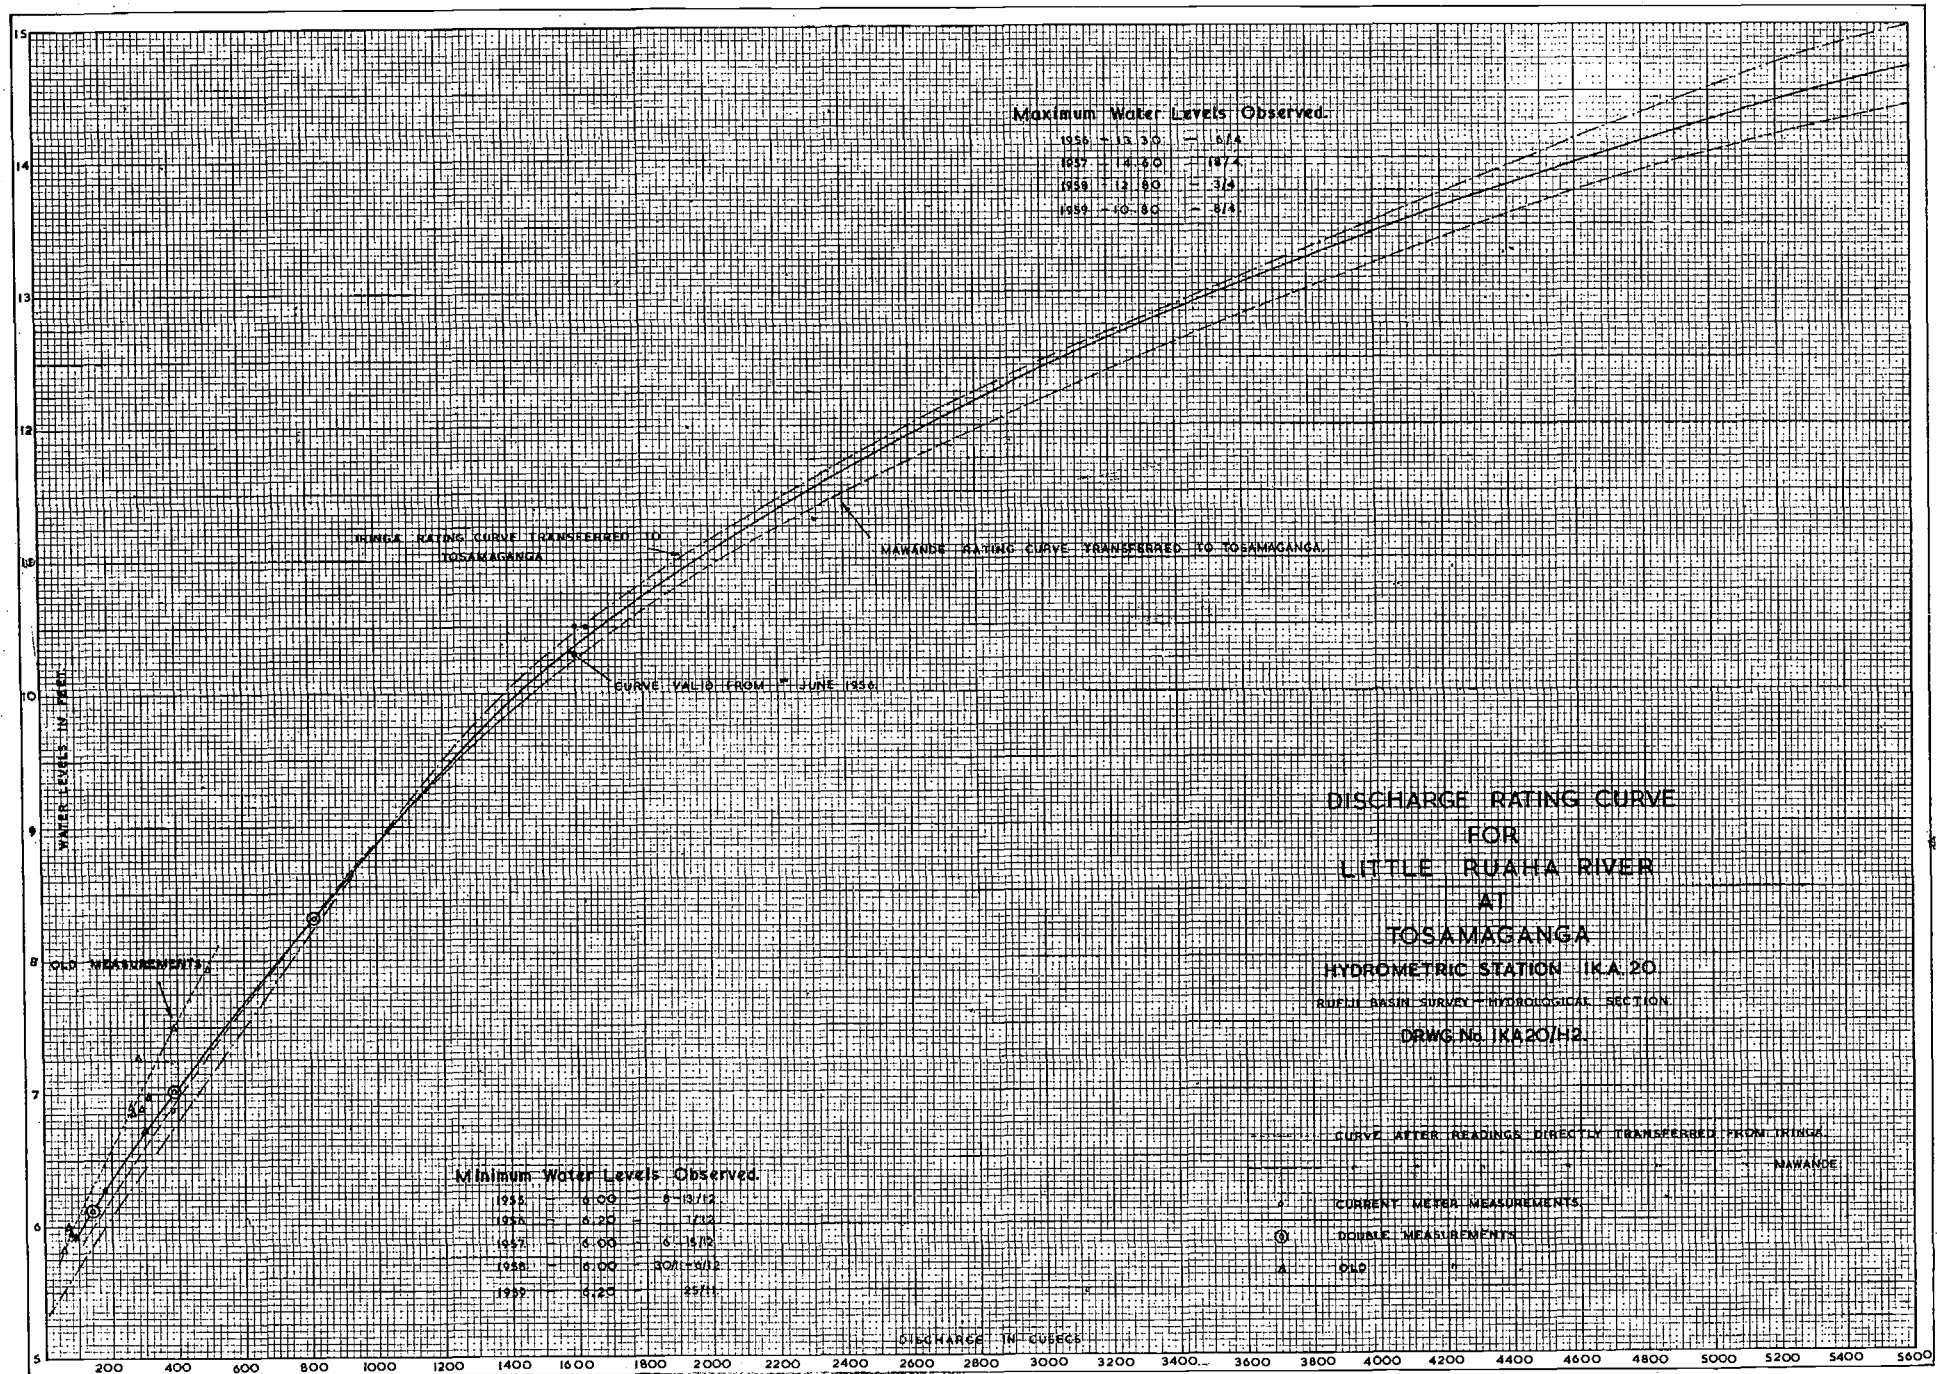 15
14
13
12
11
10
9
8
7
6
5
WATER LEVELS IN FEET.
Maximum Water Levels Observed.
1956 - 13.30 - 6/4
1957 - 14.60 - 18/4
1958 - 12.80 - 3/4
1959 - 10.80 - 8/4
IRINGA RATING CURVE TRANSFERRED TO
TOSAMAGANGA
MAWANDE RATING CURVE TRANSFERRED TO TOSAMAGANGA.
CURVE VALID FROM JUNE 1956.
OLD MEASUREMENTS
DISCHARGE RATING CURVE
FOR
LITTLE RUAHA RIVER
AT
TOSAMAGANGA
HYDROMETRIC STATION 1K.A.20
RUFIJI BASIN SURVEY - HYDROLOGICAL SECTION
DRWG. No. 1KA20/H2.
CURVE AFTER READINGS DIRECTLY TRANSFERRED FROM IRINGA.
" " " " " " MAWANDE.
CURRENT METER MEASUREMENTS.
DOUBLE MEASUREMENTS
OLD "
Minimum Water Levels Observed.
1955 - 6.00 - 8-13/12
1956 - 6.20 - 1/12
1957 - 6.00 - 6-15/12
1958 - 6.00 - 30/11-6/12
1959 - 6.20 - 25/11
DISCHARGE IN CUSECS
200 400 600 800 1000 1200 1400 1600 1800 2000 2200 2400 2600 2800 3000 3200 3400 3600 3800 4000 4200 4400 4600 4800 5000 5200 5400 5600